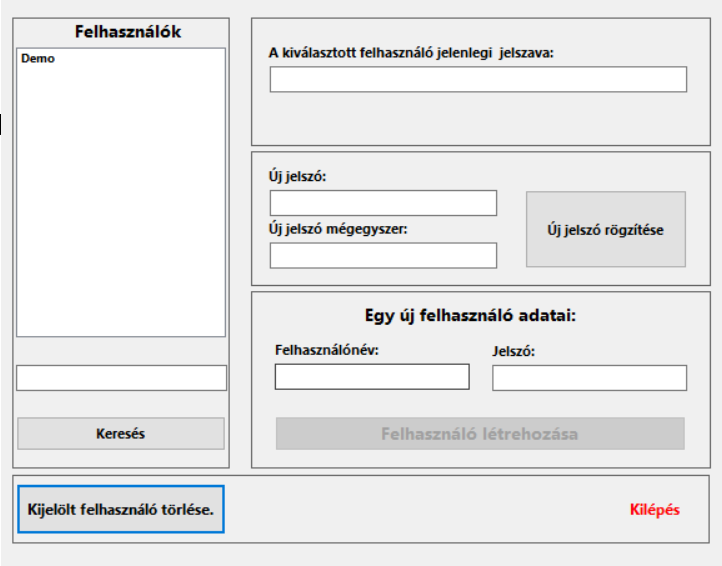 Felhasználók
Demo
Keresés
A kiválasztott felhasználó jelenlegi jelszava:
Új jelszó:
Új jelszó mégegyszer:
Új jelszó rögzítése
Egy új felhasználó adatai:
Felhasználónév:
Jelszó:
Felhasználó létrehozása
Kijelölt felhasználó törlése.
Kilépés